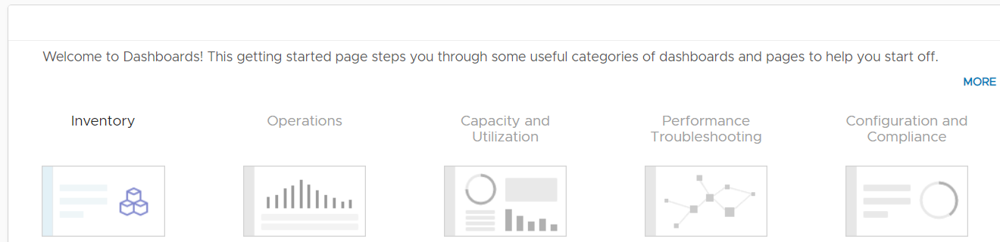 Welcome to Dashboards! This getting started page steps you through some useful categories of dashboards and pages to help you start off.
MORE
Inventory
Operations
Capacity and
Utilization
Performance
Troubleshooting
Configuration and
Compliance